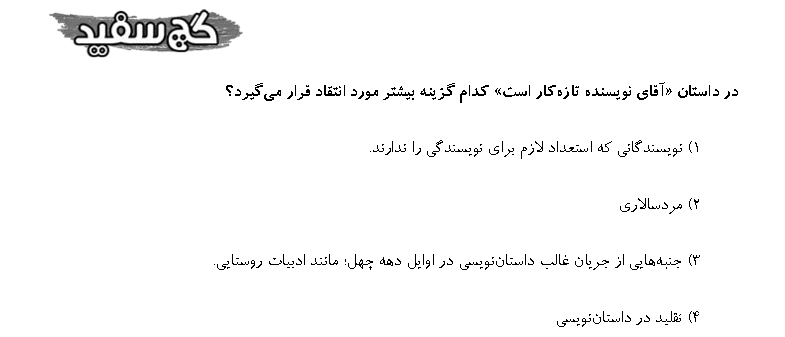 گچ سفید
در داستان «آقای نویسنده تازه‌کار است» کدام گزینه بیشتر مورد انتقاد قرار می‌گیرد؟
۱) نویسندگانی که استعداد لازم برای نویسندگی را ندارند.
۲) مردسالاری
۳) جنبه‌هایی از جریان غالب داستان‌نویسی در اوایل دهه چهل؛ مانند ادبیات روستایی.
۴) تقلید در داستان‌نویسی